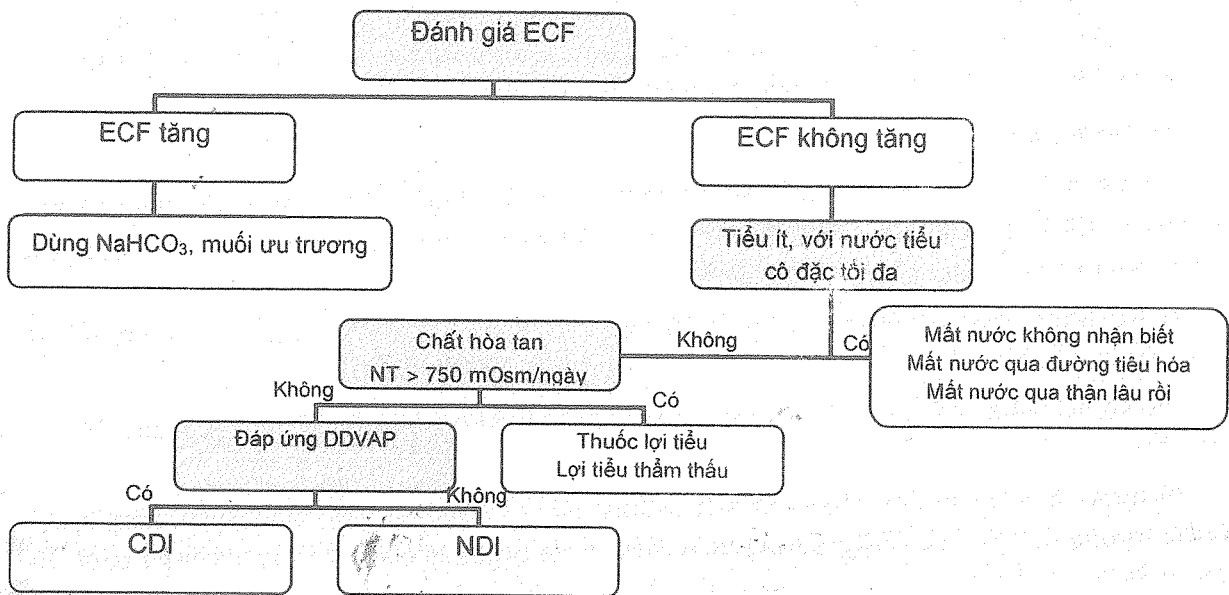 Đánh giá ECF
ECF tăng
ECF không tăng
Dùng NaHCO₃, muối ưu trương
Tiểu ít, với nước tiểu
cô đặc tối đa
Không
Có
Mất nước không nhận biết
Mất nước qua đường tiêu hóa
Mất nước qua thận lâu rồi
Chất hòa tan
NT > 750 mOsm/ngày
Không
Có
Đáp ứng DDVAP
Thuốc lợi tiểu
Lợi tiểu thẩm thấu
Có
Không
CDI
NDI